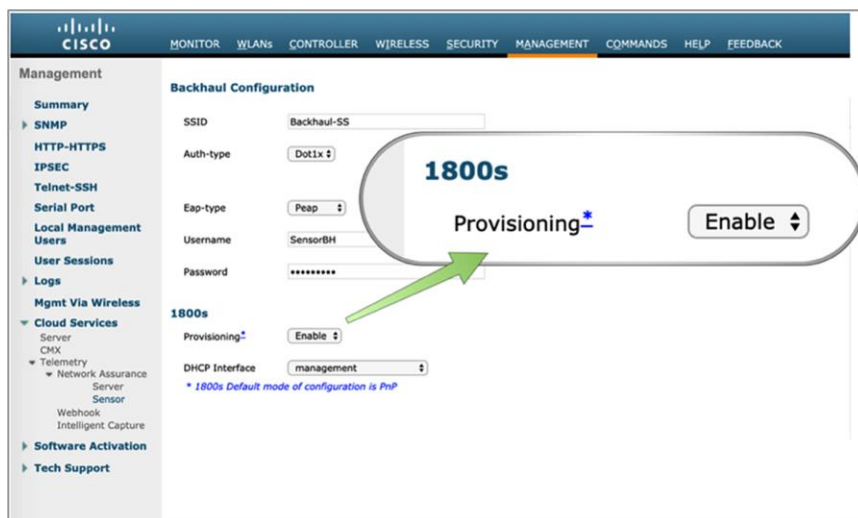 CISCO
MONITOR WLANs CONTROLLER WIRELESS SECURITY MANAGEMENT COMMANDS HELP FEEDBACK
Management
Summary
SNMP
HTTP-HTTPS
IPSEC
Telnet-SSH
Serial Port
Local Management
Users
User Sessions
Logs
Mgmt Via Wireless
Cloud Services
Server
CMX
Telemetry
Network Assurance
Server
Sensor
Webhook
Intelligent Capture
Software Activation
Tech Support
Backhaul Configuration
SSID Backhaul-SS
Auth-type Dot1x
Eap-type Peap
Username SensorBH
Password •••••••••
1800s
Provisioning* Enable
DHCP Interface management
* 1800s Default mode of configuration is PnP
1800s
Provisioning* Enable